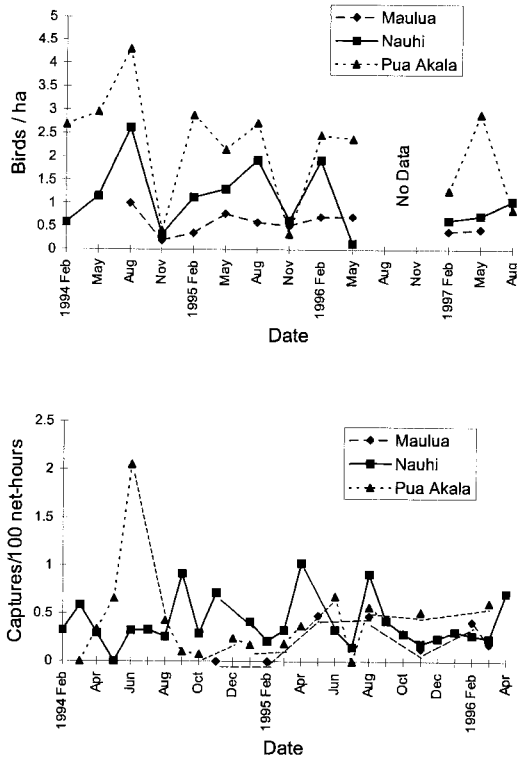 5
4.5
4
3.5
3
2.5
2
1.5
1
0.5
0
Birds / ha
Maulua
Nauhi
Pua Akala
No Data
1994 Feb
May
Aug
Nov
1995 Feb
May
Aug
Nov
1996 Feb
May
Aug
Nov
1997 Feb
May
Aug
Date
2.5
2
1.5
1
0.5
0
Captures/100 net-hours
Maulua
Nauhi
Pua Akala
1994 Feb
Apr
Jun
Aug
Oct
Dec
1995 Feb
Apr
Jun
Aug
Oct
Dec
1996 Feb
Apr
Date